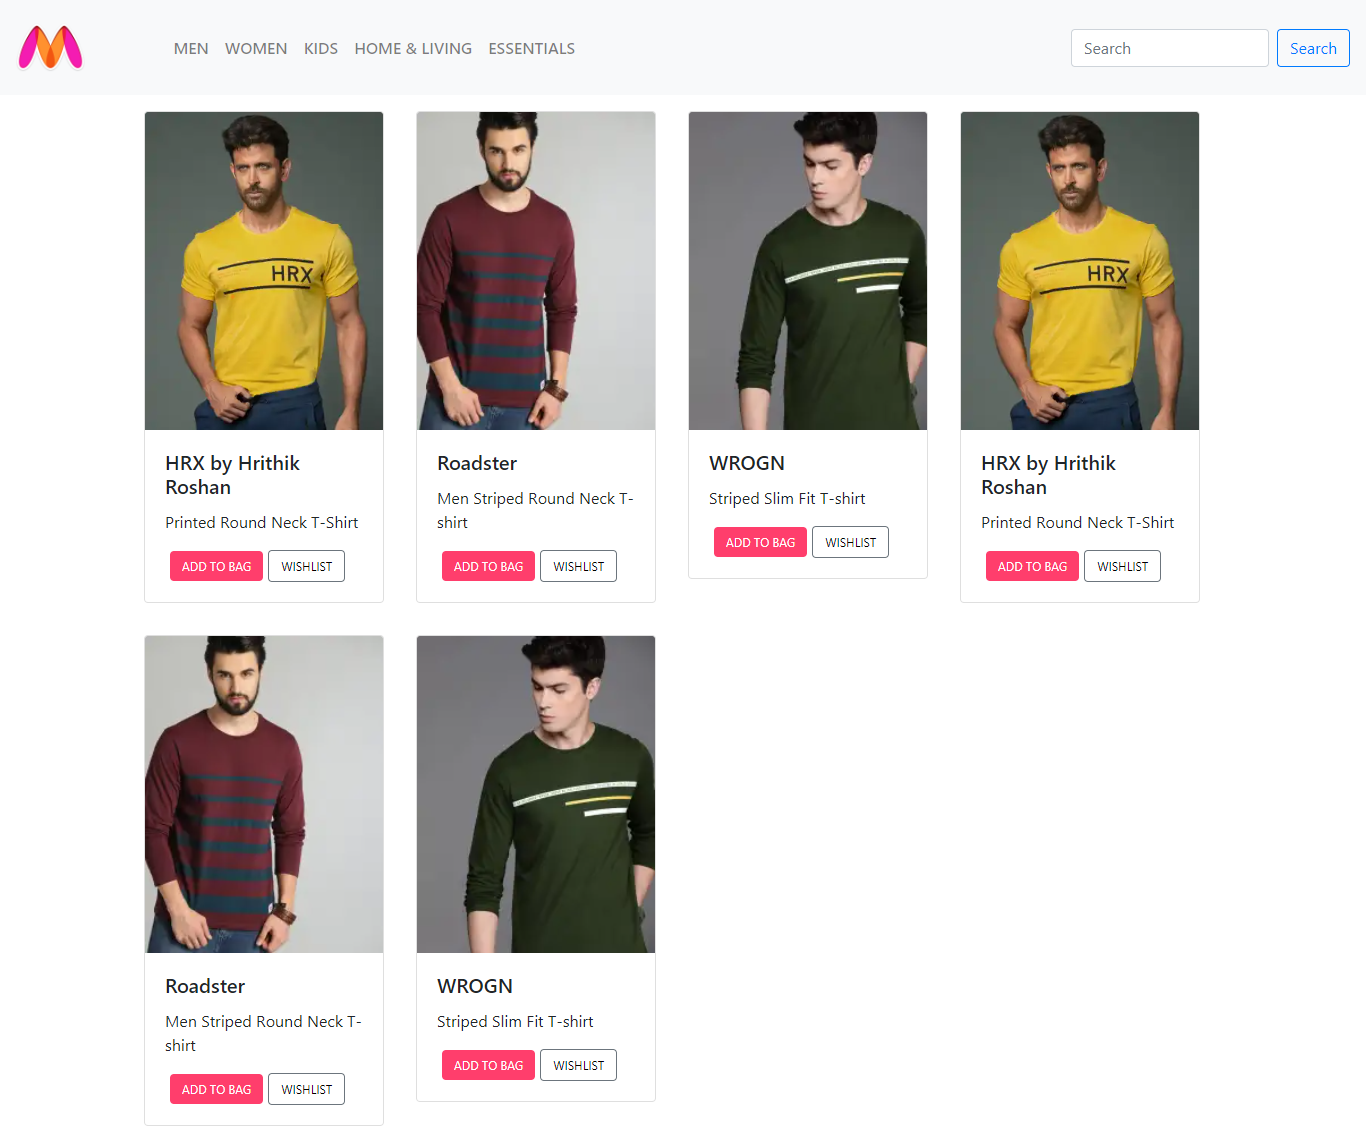 MEN WOMEN KIDS HOME & LIVING ESSENTIALS Search Search
HRX
HRX
HRX by Hrithik
Roshan
Printed Round Neck T-Shirt
ADD TO BAG WISHLIST
Roadster
Men Striped Round Neck T-
shirt
ADD TO BAG WISHLIST
WROGN
Striped Slim Fit T-shirt
ADD TO BAG WISHLIST
HRX by Hrithik
Roshan
Printed Round Neck T-Shirt
ADD TO BAG WISHLIST
Roadster
Men Striped Round Neck T-
shirt
ADD TO BAG WISHLIST
WROGN
Striped Slim Fit T-shirt
ADD TO BAG WISHLIST